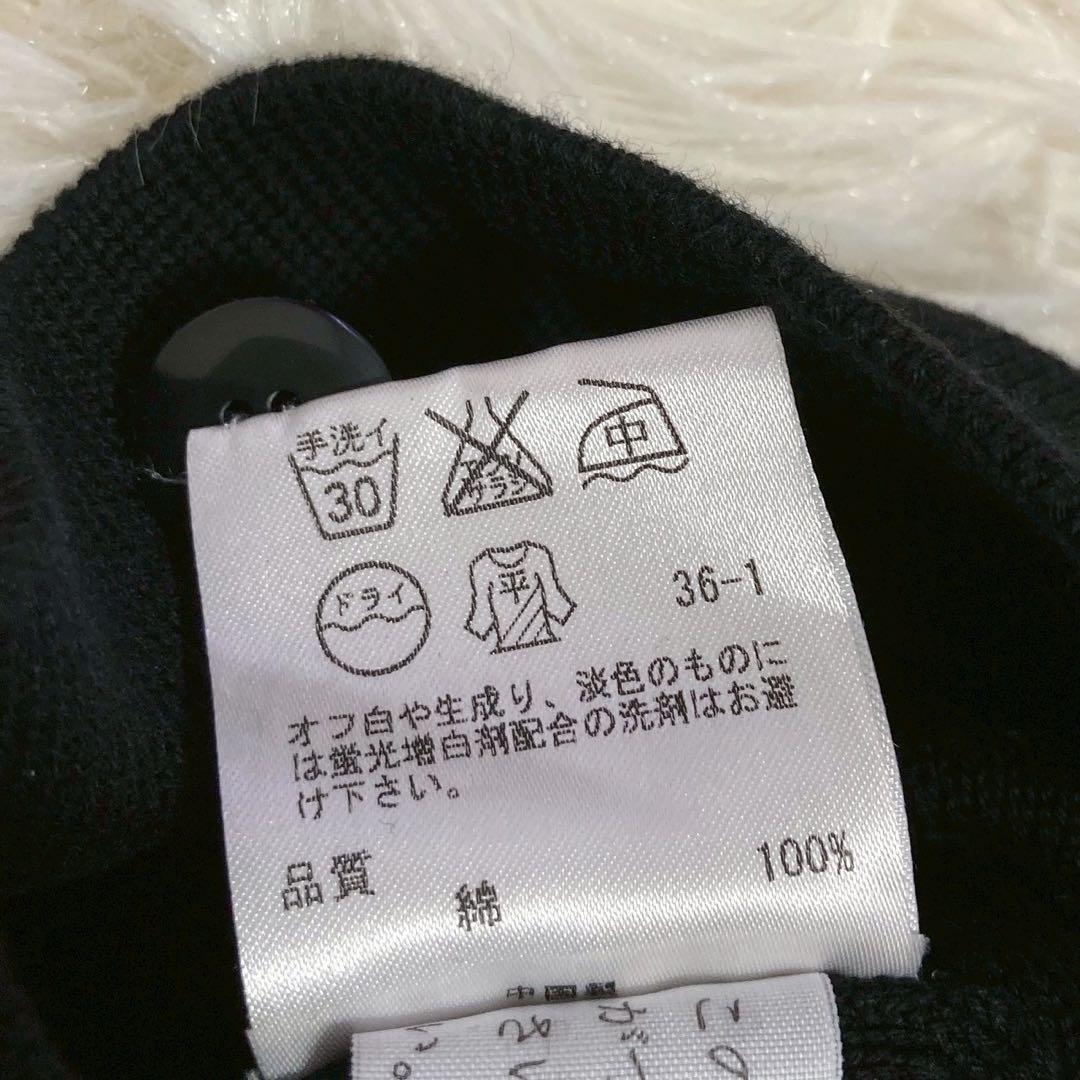 手洗イ
30
中
ドライ
平
36-1
オフ白や生成り、淡色のものに
は蛍光増白剤配合の洗剤はお避
け下さい。
品質
綿
100%